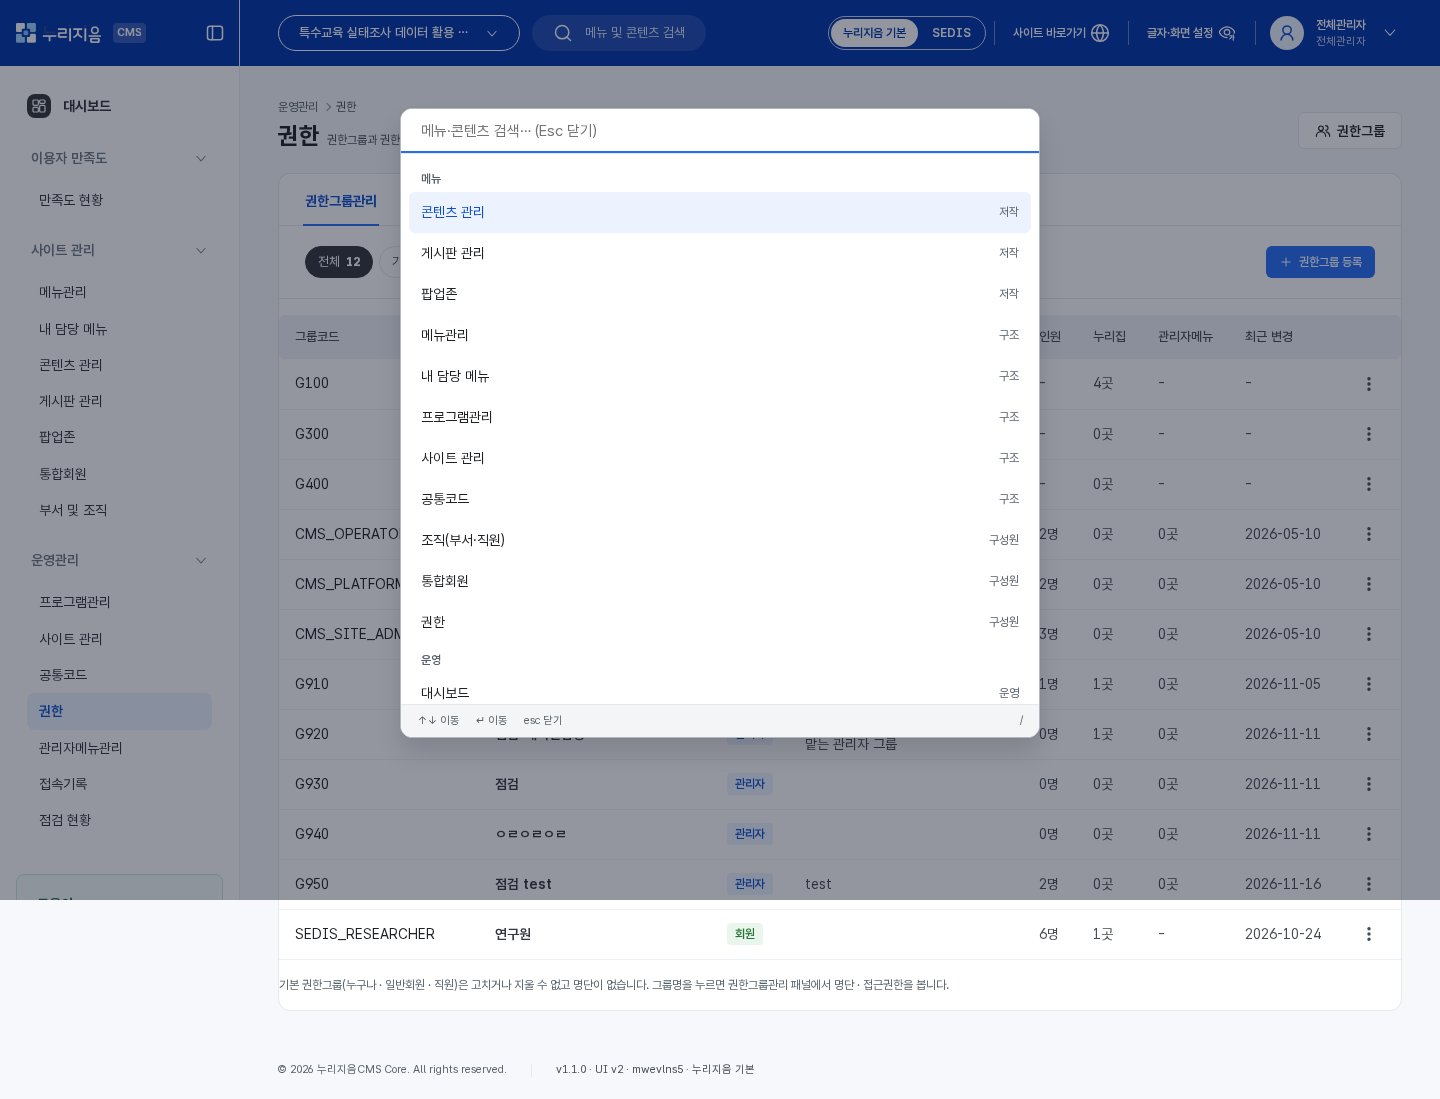 누리지음 CMS
특수교육 실태조사 데이터 활용 ···
메뉴 및 콘텐츠 검색
누리지음 기본
SEDIS
사이트 바로가기
글자·화면 설정
전체관리자
전체관리자
대시보드
이용자 만족도
만족도 현황
사이트 관리
메뉴관리
내 담당 메뉴
콘텐츠 관리
게시판 관리
팝업존
통합회원
부서 및 조직
운영관리
프로그램관리
사이트 관리
공통코드
권한
관리자메뉴관리
접속기록
점검 현황
운영관리 > 권한
권한 권한그룹과 권한
권한그룹
권한그룹관리
전체 12
+ 권한그룹 등록
메뉴·콘텐츠 검색··· (Esc 닫기)
메뉴
콘텐츠 관리 저작
게시판 관리 저작
팝업존 저작
메뉴관리 구조
내 담당 메뉴 구조
프로그램관리 구조
사이트 관리 구조
공통코드 구조
조직(부서·직원) 구성원
통합회원 구성원
권한 구성원
운영
대시보드 운영
↑↓ 이동 ↵ 이동 esc 닫기 /
그룹코드 인원 누리집 관리자메뉴 최근 변경
G100 - 4곳 - -
G300 - 0곳 - -
G400 - 0곳 - -
CMS_OPERATO 2명 0곳 0곳 2026-05-10
CMS_PLATFORM 2명 0곳 0곳 2026-05-10
CMS_SITE_ADM 3명 0곳 0곳 2026-05-10
G910 1명 1곳 0곳 2026-11-05
G920 맡는 관리자 그룹 0명 1곳 0곳 2026-11-11
G930 점검 관리자 0명 0곳 0곳 2026-11-11
G940 ㅇㄹㅇㄹㅇㄹ 관리자 0명 0곳 0곳 2026-11-11
G950 점검 test 관리자 test 2명 0곳 0곳 2026-11-16
SEDIS_RESEARCHER 연구원 회원 6명 1곳 - 2026-10-24
기본 권한그룹(누구나 · 일반회원 · 직원)은 고치거나 지울 수 없고 명단이 없습니다. 그룹명을 누르면 권한그룹관리 패널에서 명단 · 접근권한을 봅니다.
© 2026 누리지음CMS Core. All rights reserved.
v1.1.0 · UI v2 · mwevlns5 · 누리지음 기본